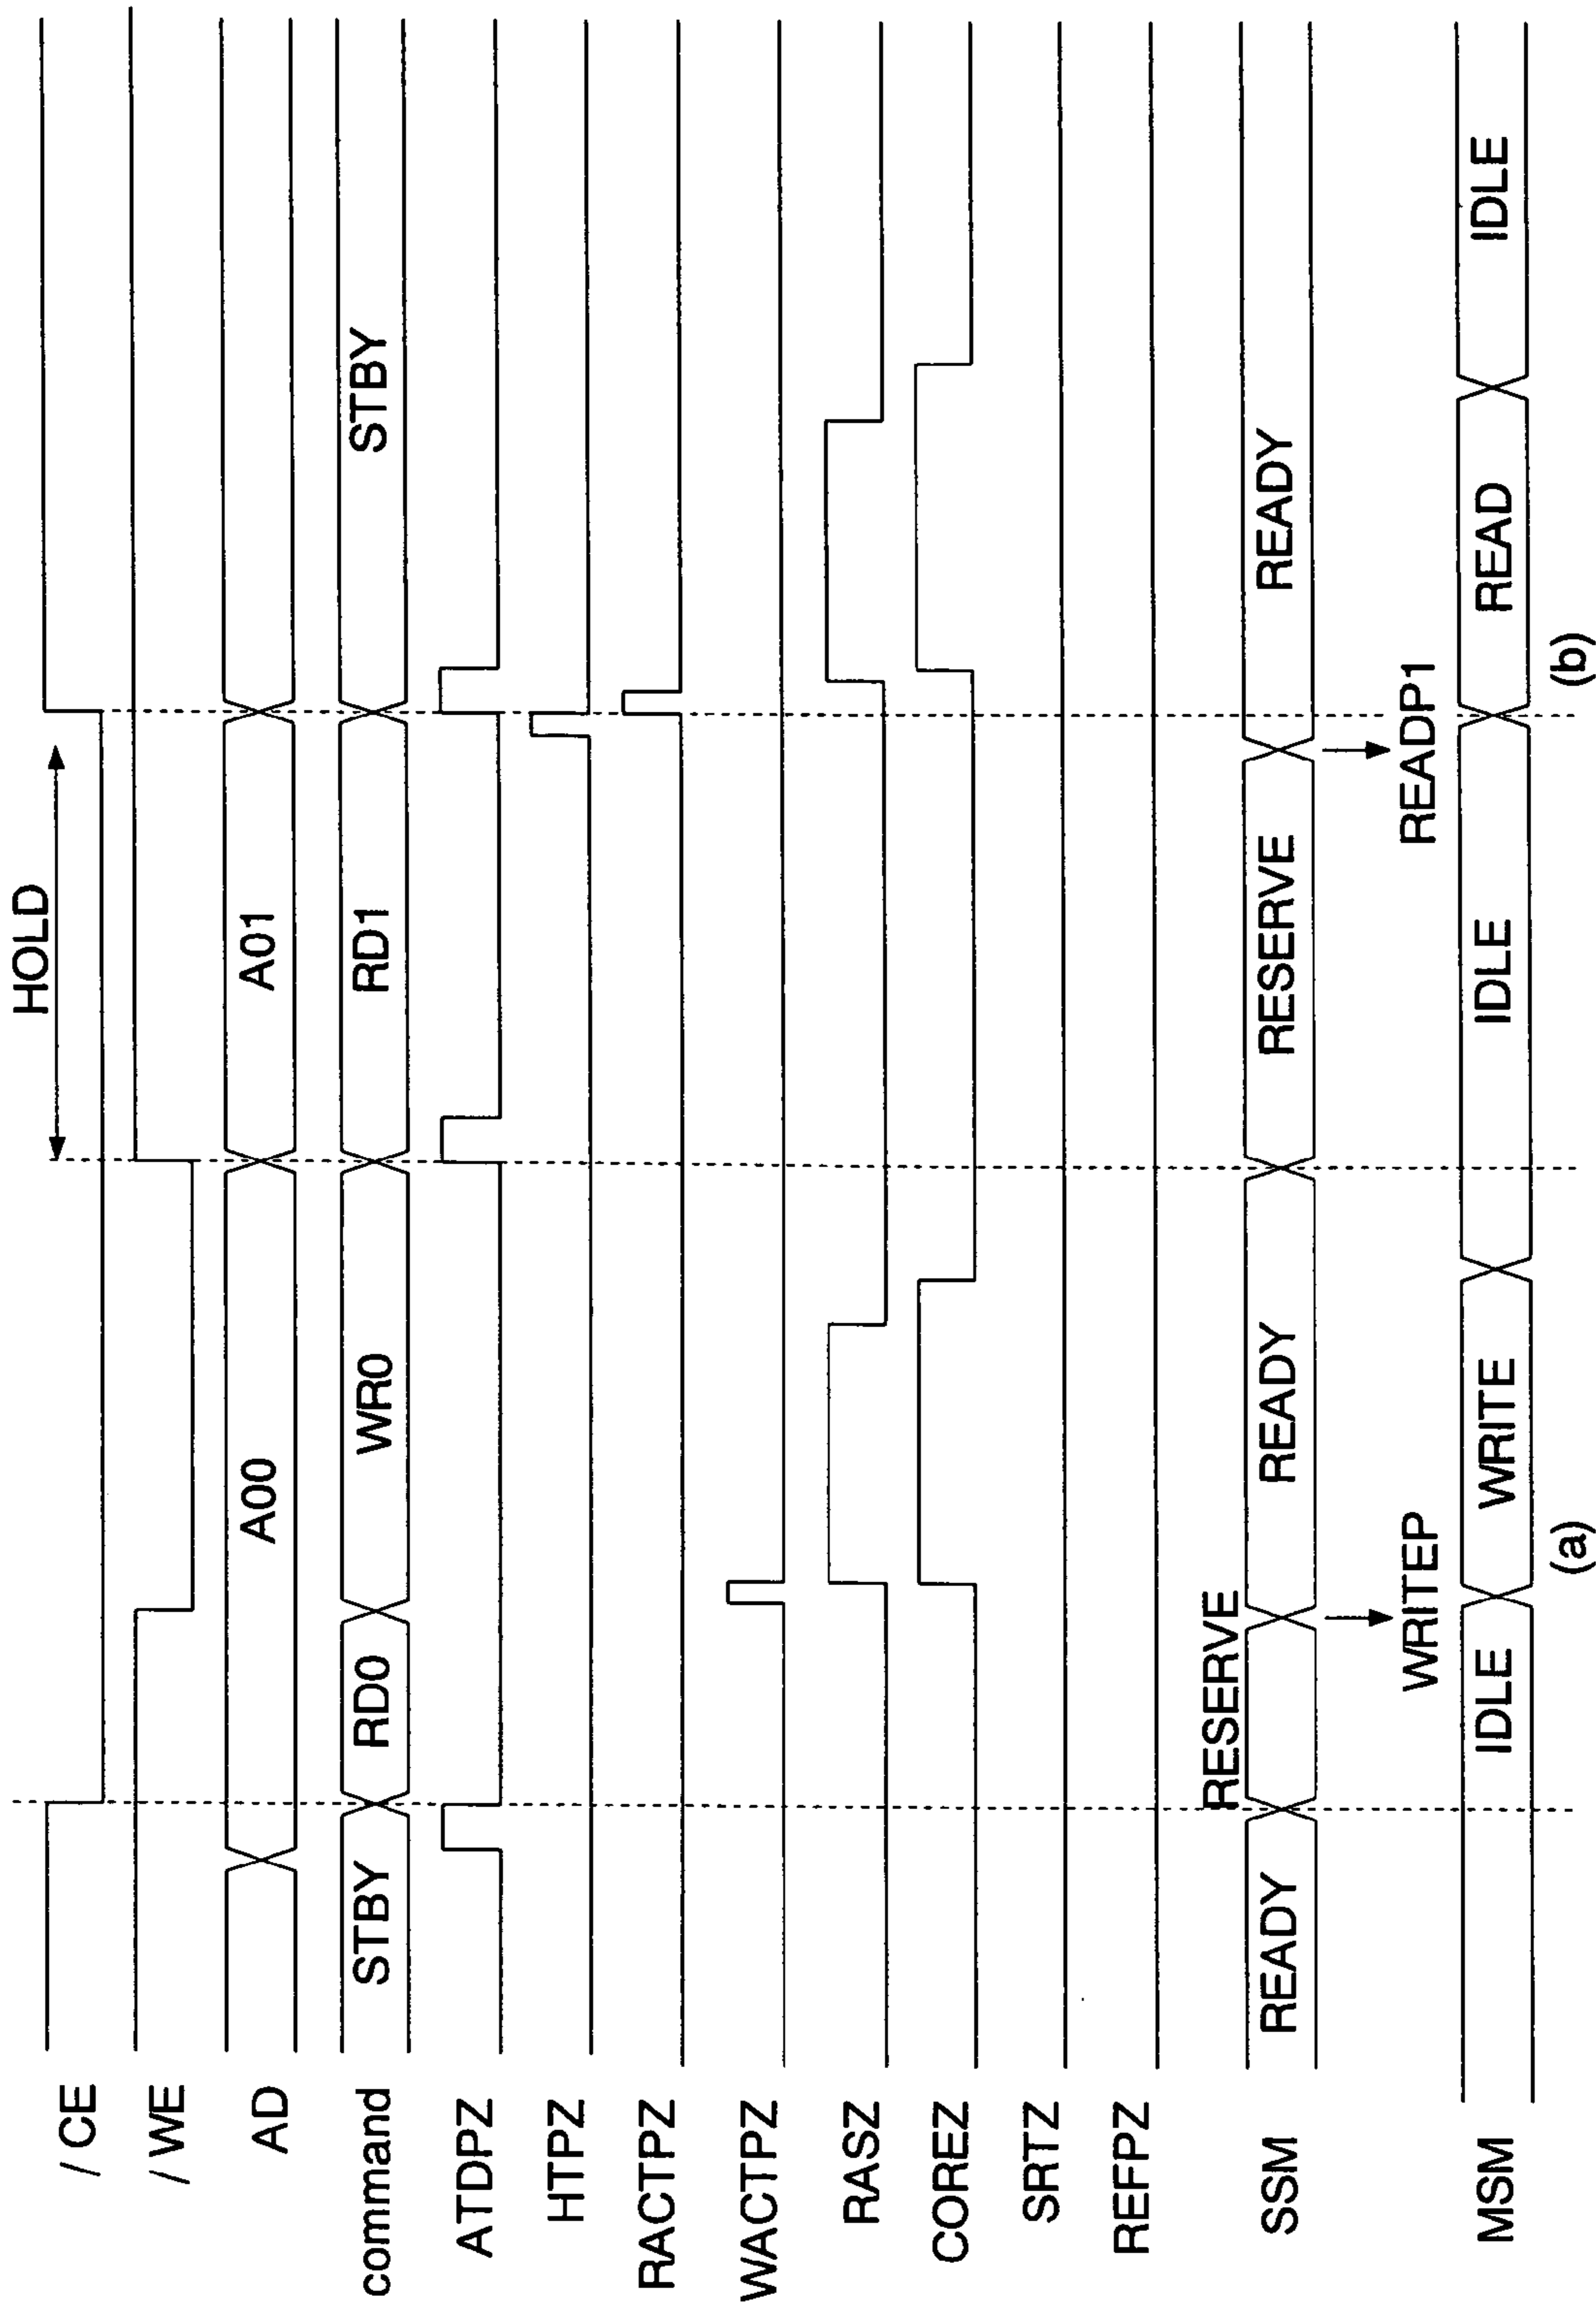 HOLD
/ CE
/ WE
AD A00 A01
command STBY RD0 WR0 RD1 STBY
ATDPZ
HTPZ
RACTPZ
WACTPZ
RASZ
COREZ
SRTZ
REFPZ
RESERVE
SSM READY READY RESERVE READY
WRITEP READP1
MSM IDLE WRITE IDLE READ IDLE
(a) (b)